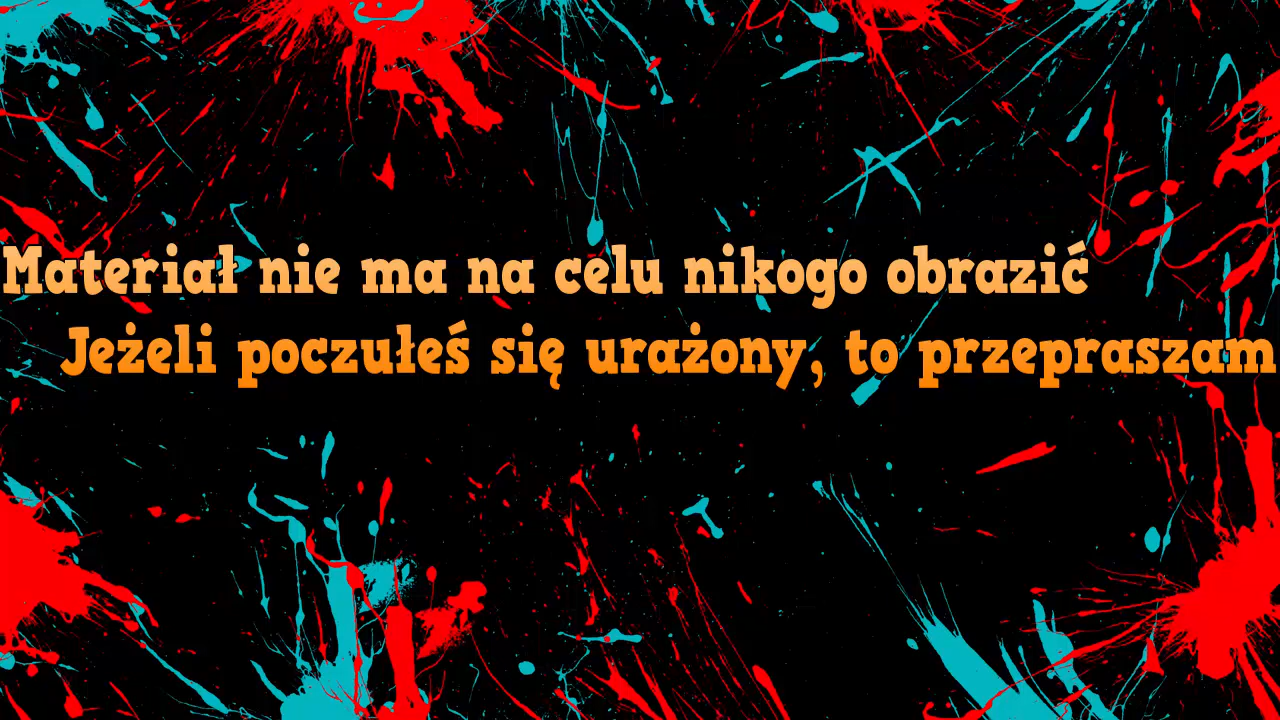 Materiał nie ma na celu nikogo obrazić
Jeżeli poczułeś się urażony, to przepraszam